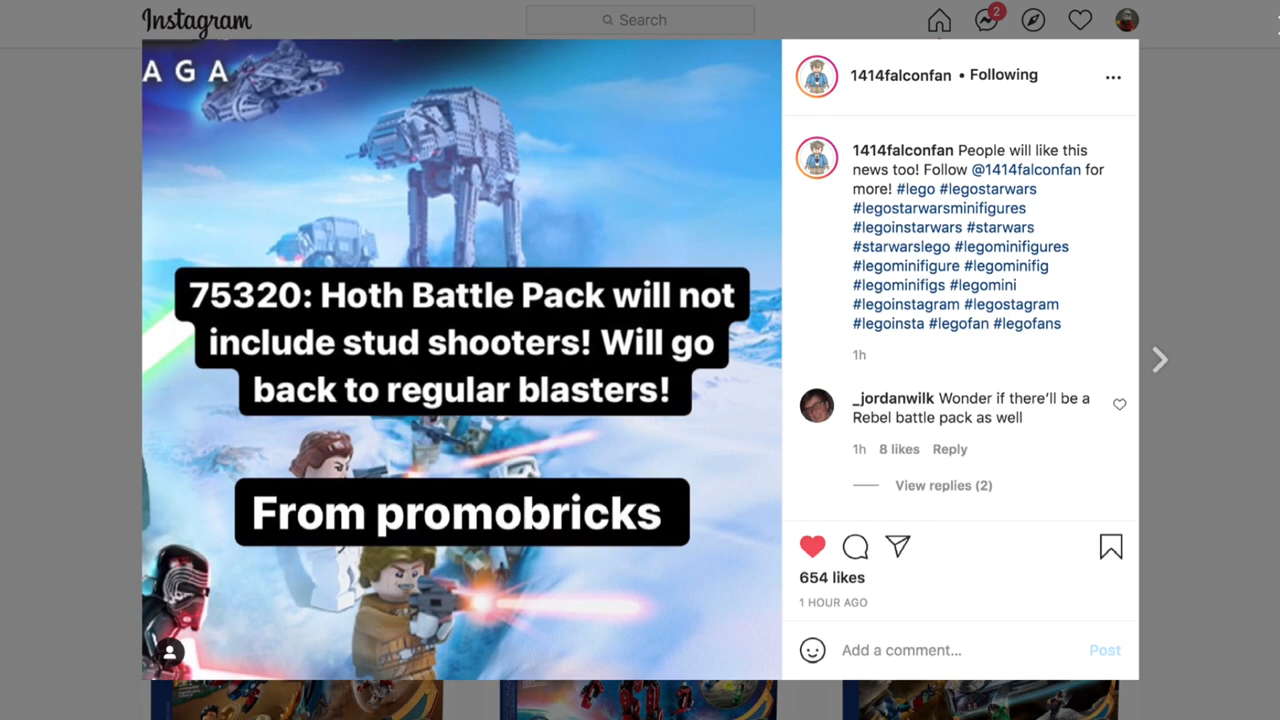 Instagram
Search
2
AGA
75320: Hoth Battle Pack will not
include stud shooters! Will go
back to regular blasters!
From promobricks
1414falconfan • Following
1414falconfan People will like this
news too! Follow @1414falconfan for
more! #lego #legostarwars
#legostarwarsminifigures
#legoinstarwars #starwars
#starwarslego #legominifigures
#legominifigure #legominifig
#legominifigs #legomini
#legoinstagram #legostagram
#legoinsta #legofan #legofans
1h
_jordanwilk Wonder if there’ll be a
Rebel battle pack as well
1h 8 likes Reply
View replies (2)
654 likes
1 HOUR AGO
Add a comment...
Post